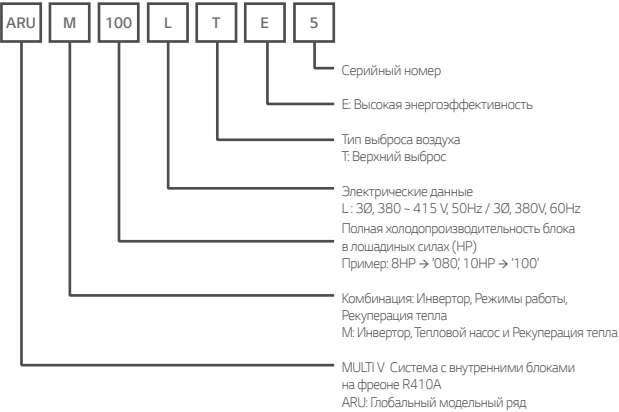 ARU M 100 L T E 5
Серийный номер
E: Высокая энергоэффективность
Тип выброса воздуха
T: Верхний выброс
Электрические данные
L : 3Ø, 380 ~ 415 V, 50Hz / 3Ø, 380V, 60Hz
Полная холодопроизводительность блока
в лошадиных силах (HP)
Пример: 8HP → ‘080’, 10HP → ‘100’
Комбинация: Инвертор, Режимы работы,
Рекуперация тепла
M: Инвертор, Тепловой насос и Рекуперация тепла
MULTI V Система с внутренними блоками
на фреоне R410A
ARU: Глобальный модельный ряд